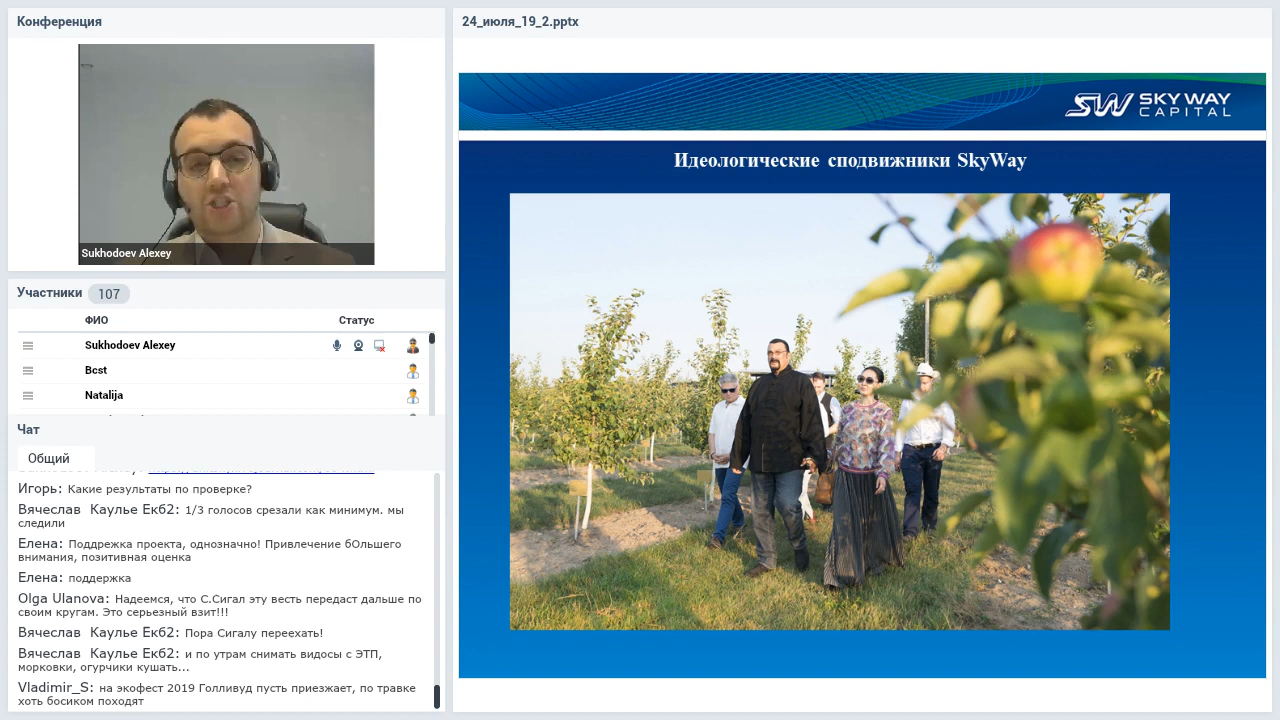 Конференция
Sukhodoev Alexey
Участники 107
ФИО Статус
Sukhodoev Alexey
Bcst
Natalija
Чат
Общий
Игорь: Какие результаты по проверке?
Вячеслав Каулье Екб2: 1/3 голосов срезали как минимум. мы
следили
Елена: Поддрежка проекта, однозначно! Привлечение бОльшего
внимания, позитивная оценка
Елена: поддержка
Olga Ulanova: Надеемся, что С.Сигал эту весть передаст дальше по
своим кругам. Это серьезный взит!!!
Вячеслав Каулье Екб2: Пора Сигалу переехать!
Вячеслав Каулье Екб2: и по утрам снимать видосы с ЭТП,
морковки, огурчики кушать...
Vladimir_S: на экофест 2019 Голливуд пусть приезжает, по травке
хоть босиком походят
24_июля_19_2.pptx
SW SKY WAY
CAPITAL
Идеологические сподвижники SkyWay